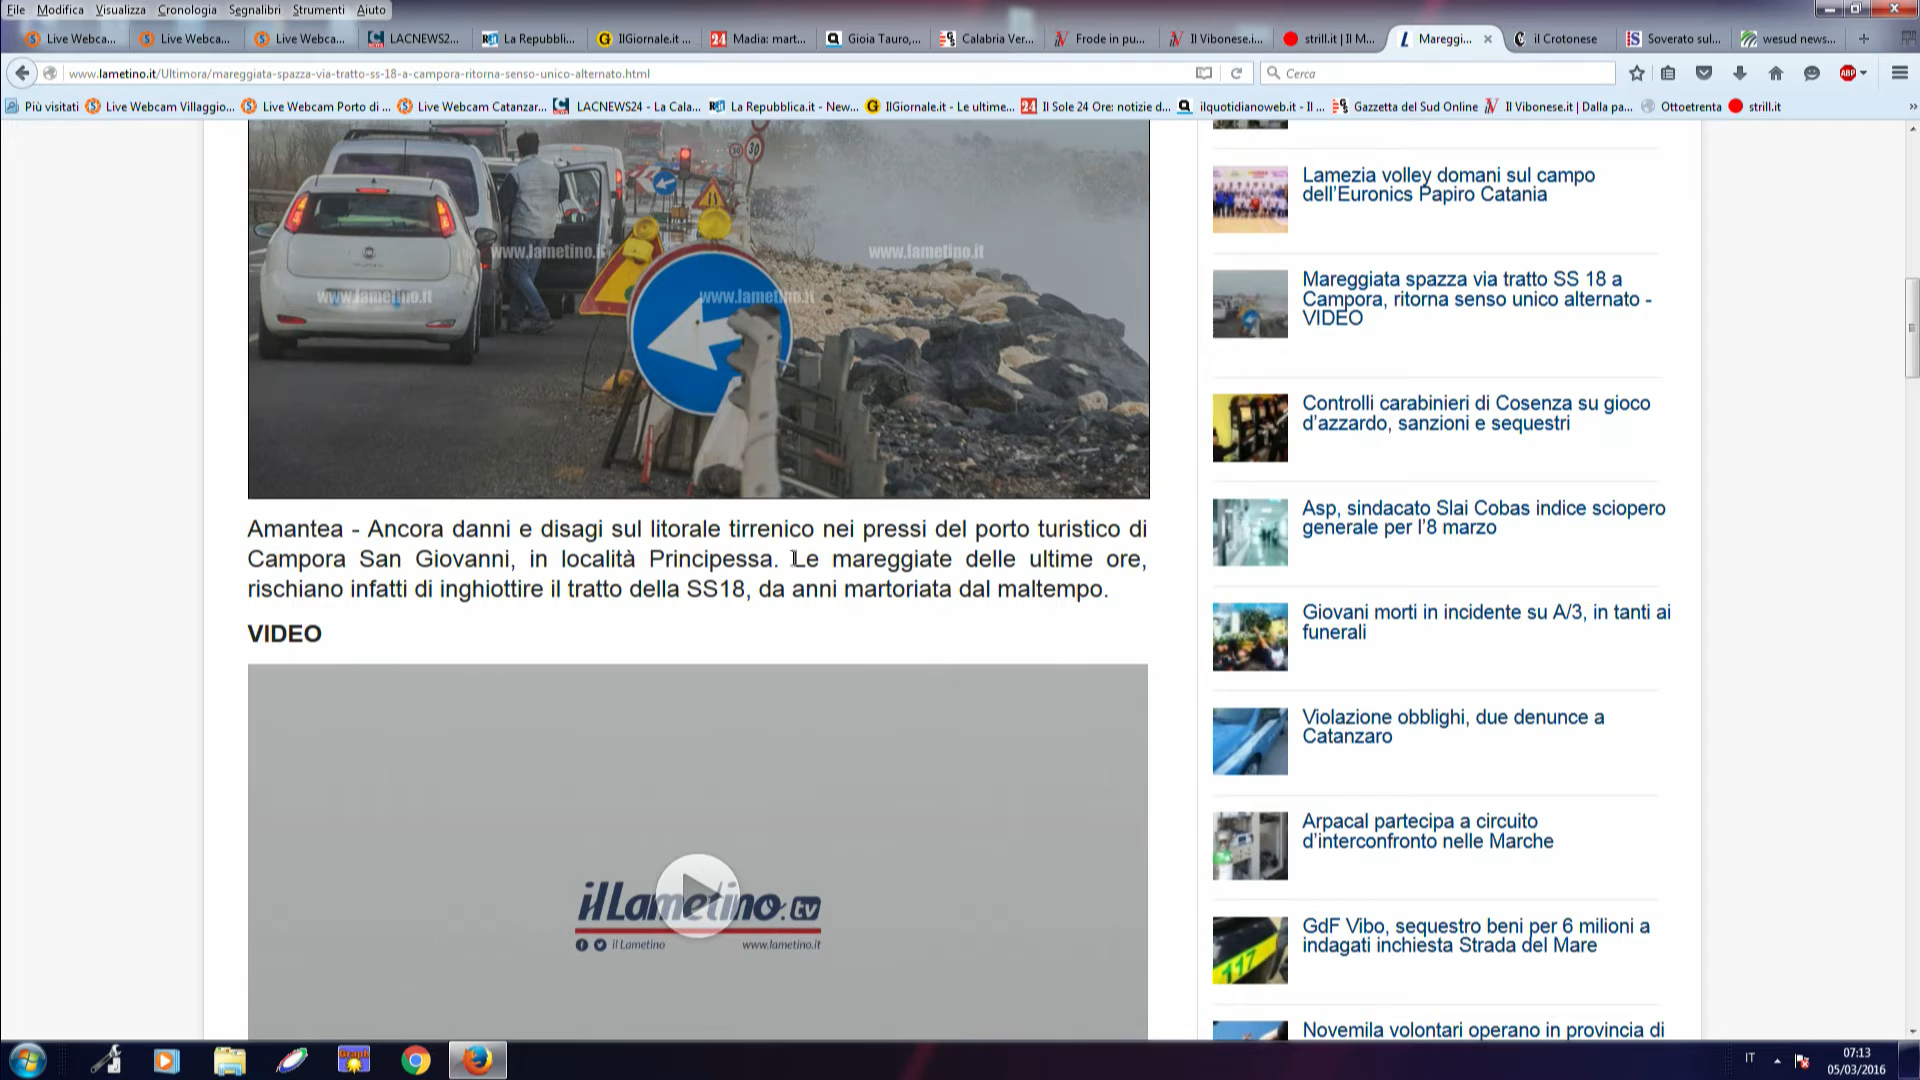 File Modifica Visualizza Cronologia Segnalibri Strumenti Aiuto
Live Webca... Live Webca... Live Webca... LACNEWS2... La Repubbli... IlGiornale.it ... Madia: mart... Gioia Tauro,... Calabria Ver... Frode in pu... Il Vibonese.i... strill.it | Il M... Mareggi... il Crotonese Soverato sul... wesud news...
www.lametino.it/Ultimora/mareggiata-spazza-via-tratto-ss-18-a-campora-ritorna-senso-unico-alternato.html
Cerca
ABP
Più visitati Live Webcam Villaggio... Live Webcam Porto di ... Live Webcam Catanzar... LACNEWS24 - La Cala... La Repubblica.it - New... IlGiornale.it - Le ultime... Il Sole 24 Ore: notizie d... ilquotidianoweb.it - Il ... Gazzetta del Sud Online Il Vibonese.it | Dalla pa... Ottoetrenta strill.it
30
www.lametino.it
www.lametino.it
www.lametino.it
www.lametino.it
Amantea - Ancora danni e disagi sul litorale tirrenico nei pressi del porto turistico di
Campora San Giovanni, in località Principessa. Le mareggiate delle ultime ore,
rischiano infatti di inghiottire il tratto della SS18, da anni martoriata dal maltempo.
VIDEO
ilLametino.tv
il Lametino www.lametino.it
Lamezia volley domani sul campo
dell'Euronics Papiro Catania
Mareggiata spazza via tratto SS 18 a
Campora, ritorna senso unico alternato -
VIDEO
Controlli carabinieri di Cosenza su gioco
d'azzardo, sanzioni e sequestri
Asp, sindacato Slai Cobas indice sciopero
generale per l'8 marzo
Giovani morti in incidente su A/3, in tanti ai
funerali
Violazione obblighi, due denunce a
Catanzaro
Arpacal partecipa a circuito
d'interconfronto nelle Marche
GdF Vibo, sequestro beni per 6 milioni a
indagati inchiesta Strada del Mare
117
Novemila volontari operano in provincia di
Graph
IT
07:13
05/03/2016